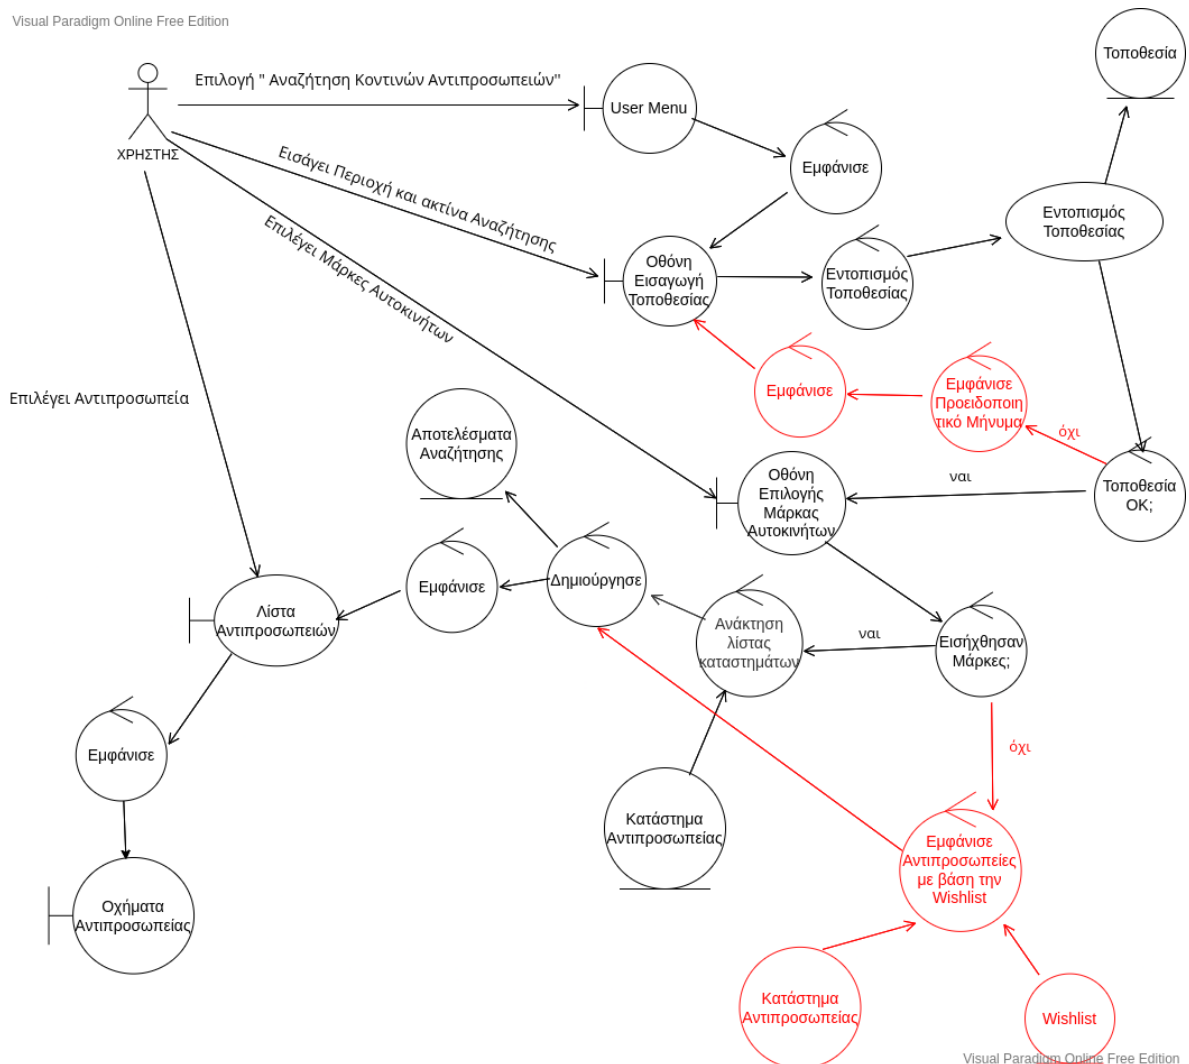 Visual Paradigm Online Free Edition
Τοποθεσία
Επιλογή " Αναζήτηση Κοντινών Αντιπροσωπειών''
User Menu
ΧΡΗΣΤΗΣ
Εμφάνισε
Εισάγει Περιοχή και ακτίνα Αναζήτησης
Επιλέγει Μάρκες Αυτοκινήτων
Εντοπισμός
Τοποθεσίας
Οθόνη
Εισαγωγή
Τοποθεσίας
Εντοπισμός
Τοποθεσίας
Εμφάνισε
Εμφάνισε
Προειδοποιη
τικό Μήνυμα
όχι
Επιλέγει Αντιπροσωπεία
Αποτελέσματα
Αναζήτησης
Οθόνη
Επιλογής
Μάρκας
Αυτοκινήτων
ναι
Τοποθεσία
ΟΚ;
Λίστα
Αντιπροσωπειών
Εμφάνισε
Δημιούργησε
Ανάκτηση
λίστας
καταστημάτων
ναι
Εισήχθησαν
Μάρκες;
Εμφάνισε
όχι
Κατάστημα
Αντιπροσωπείας
Εμφάνισε
Αντιπροσωπείες
με βάση την
Wishlist
Οχήματα
Αντιπροσωπείας
Κατάστημα
Αντιπροσωπείας
Wishlist
Visual Paradigm Online Free Edition